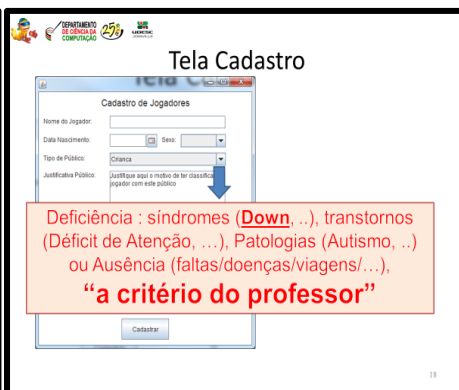 DEPARTAMENTO
DE CIÊNCIA DA
COMPUTAÇÃO
25
UDESC
JOINVILLE
Tela Cadastro
Cadastro de Jogadores
Nome do Jogador:
Data Nascimento:
Sexo:
Tipo de Público:
Crianca
Justificativa Público:
Justifique aqui o motivo de ter classifica
jogador com este público
Deficiência : síndromes (Down, ..), transtornos
(Déficit de Atenção, ...), Patologias (Autismo, ..)
ou Ausência (faltas/doenças/viagens/...),
“a critério do professor”
Cadastrar
18